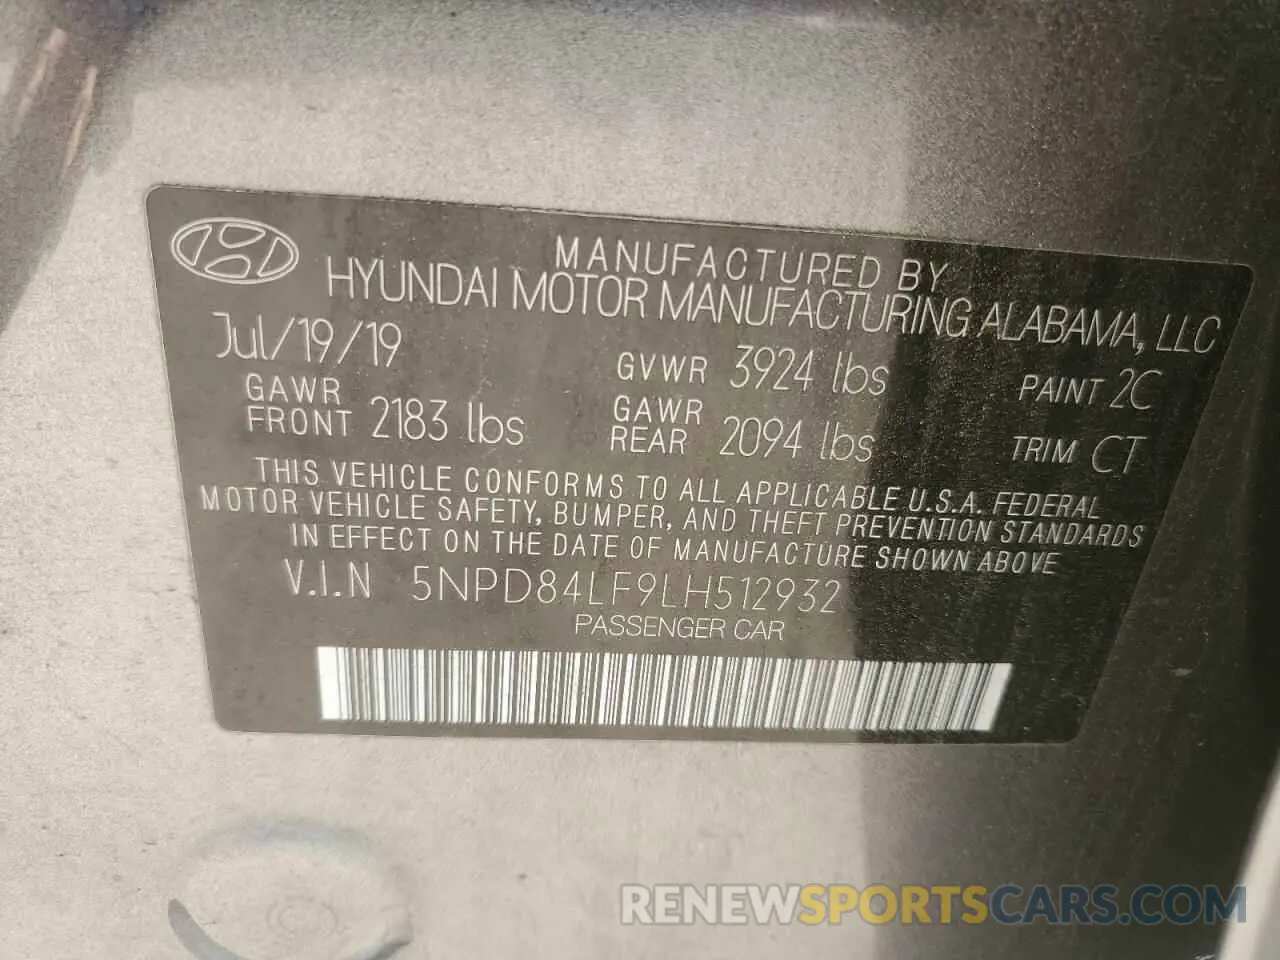 MANUFACTURED BY
HYUNDAI MOTOR MANUFACTURING ALABAMA, LLC
Jul/19/19 GVWR 3924 lbs PAINT 2C
GAWR FRONT 2183 lbs GAWR REAR 2094 lbs TRIM CT
THIS VEHICLE CONFORMS TO ALL APPLICABLE U.S.A. FEDERAL
MOTOR VEHICLE SAFETY, BUMPER, AND THEFT PREVENTION STANDARDS
IN EFFECT ON THE DATE OF MANUFACTURE SHOWN ABOVE
V.I.N 5NPD84LF9LH512932
PASSENGER CAR
RENEWSPORTSCARS.COM